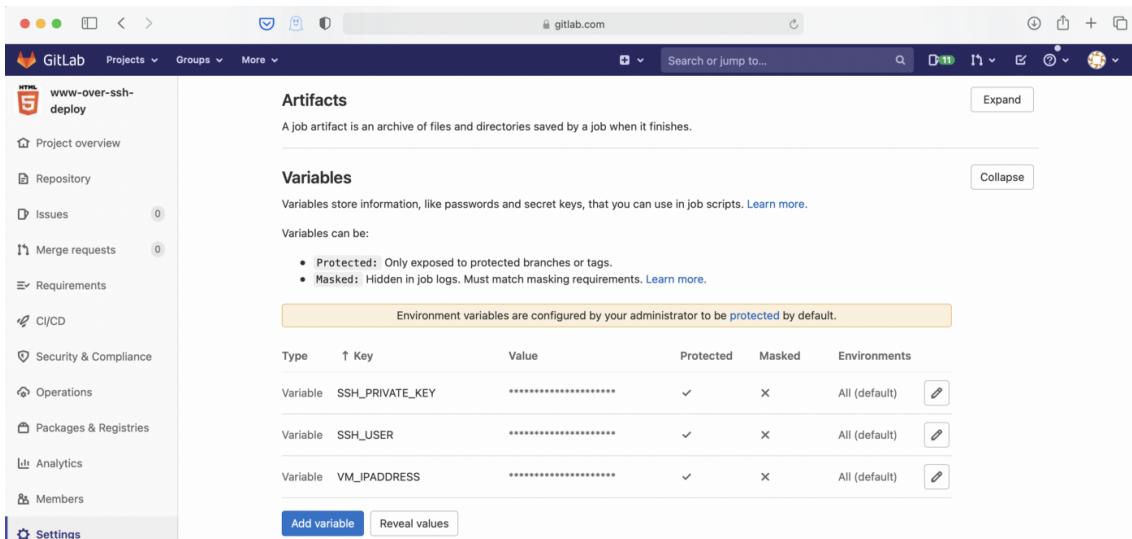 gitlab.com
GitLab Projects Groups More Search or jump to... 11
HTML
5
www-over-ssh-
deploy
Project overview
Repository
Issues 0
Merge requests 0
Requirements
CI/CD
Security & Compliance
Operations
Packages & Registries
Analytics
Members
Settings
Artifacts Expand
A job artifact is an archive of files and directories saved by a job when it finishes.
Variables Collapse
Variables store information, like passwords and secret keys, that you can use in job scripts. Learn more.
Variables can be:
• Protected: Only exposed to protected branches or tags.
• Masked: Hidden in job logs. Must match masking requirements. Learn more.
Environment variables are configured by your administrator to be protected by default.
Type ↑ Key Value Protected Masked Environments
Variable SSH_PRIVATE_KEY ********************* ✓ ✕ All (default)
Variable SSH_USER ********************* ✓ ✕ All (default)
Variable VM_IPADDRESS ********************* ✓ ✕ All (default)
Add variable Reveal values